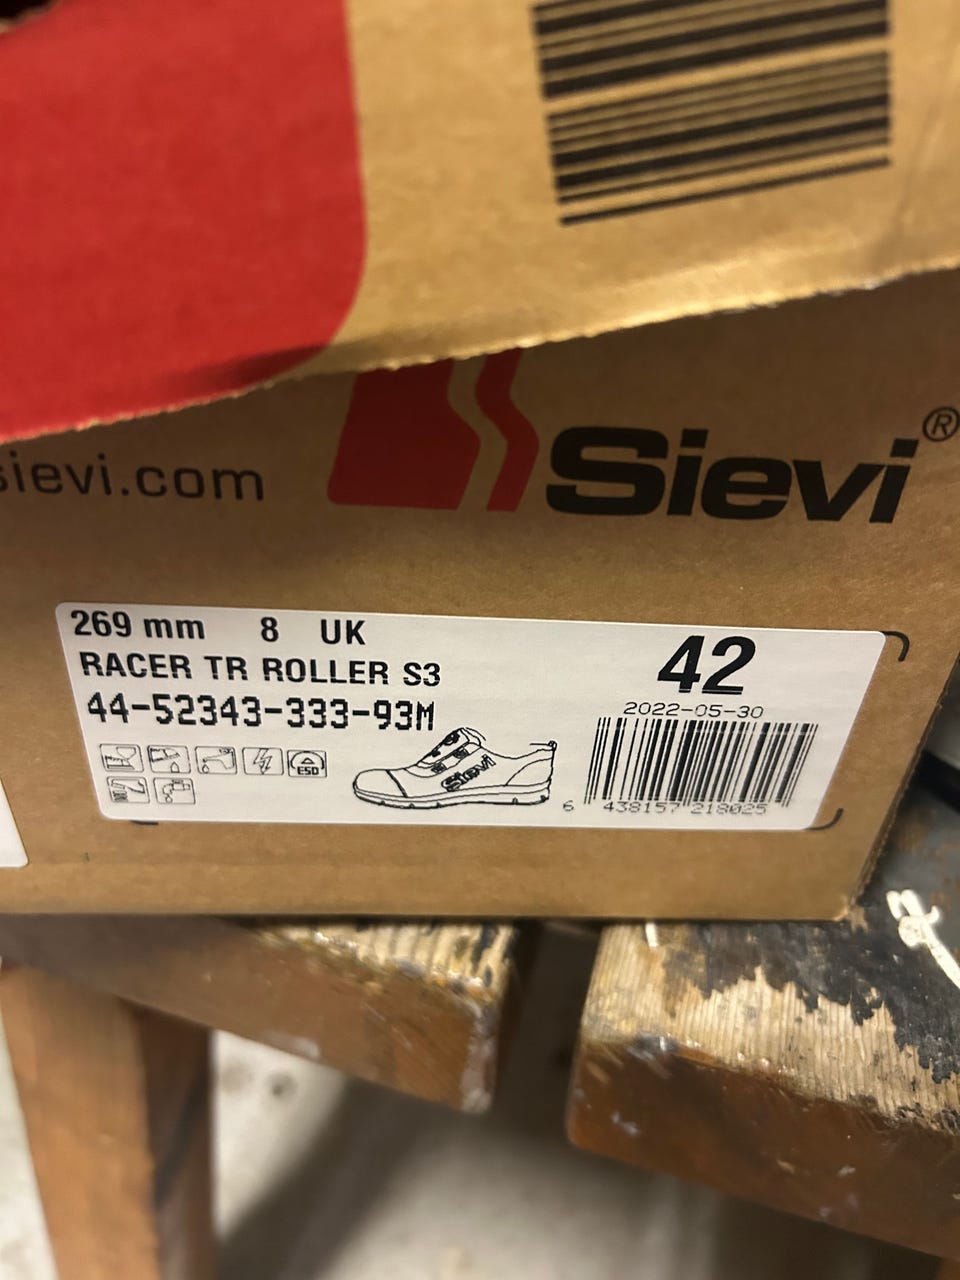 sievi.com
Sievi®
269 mm 8 UK
RACER TR ROLLER S3
44-52343-333-93M
42
2022-05-30
ESD
Sievi
6 438157 218025